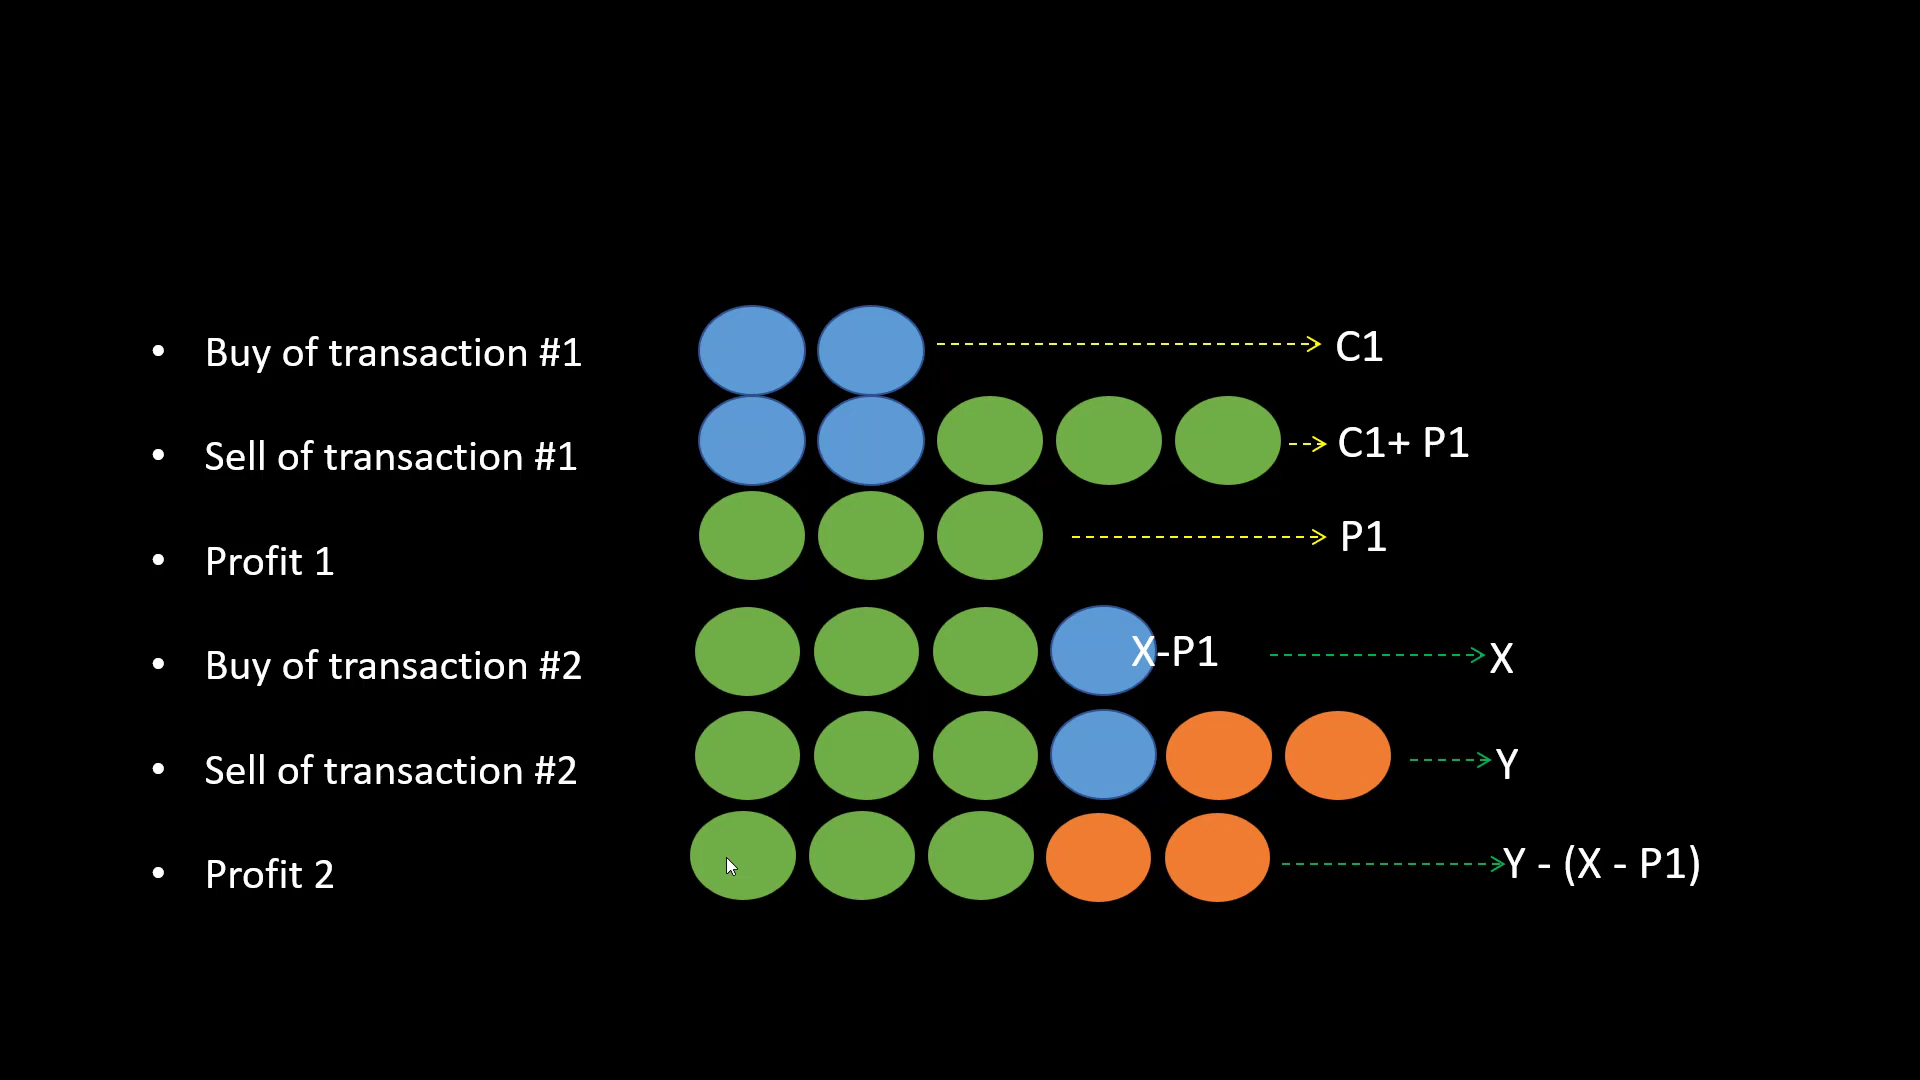 • Buy of transaction #1
C1
• Sell of transaction #1
C1+ P1
• Profit 1
P1
• Buy of transaction #2
X-P1
X
• Sell of transaction #2
Y
• Profit 2
Y - (X - P1)